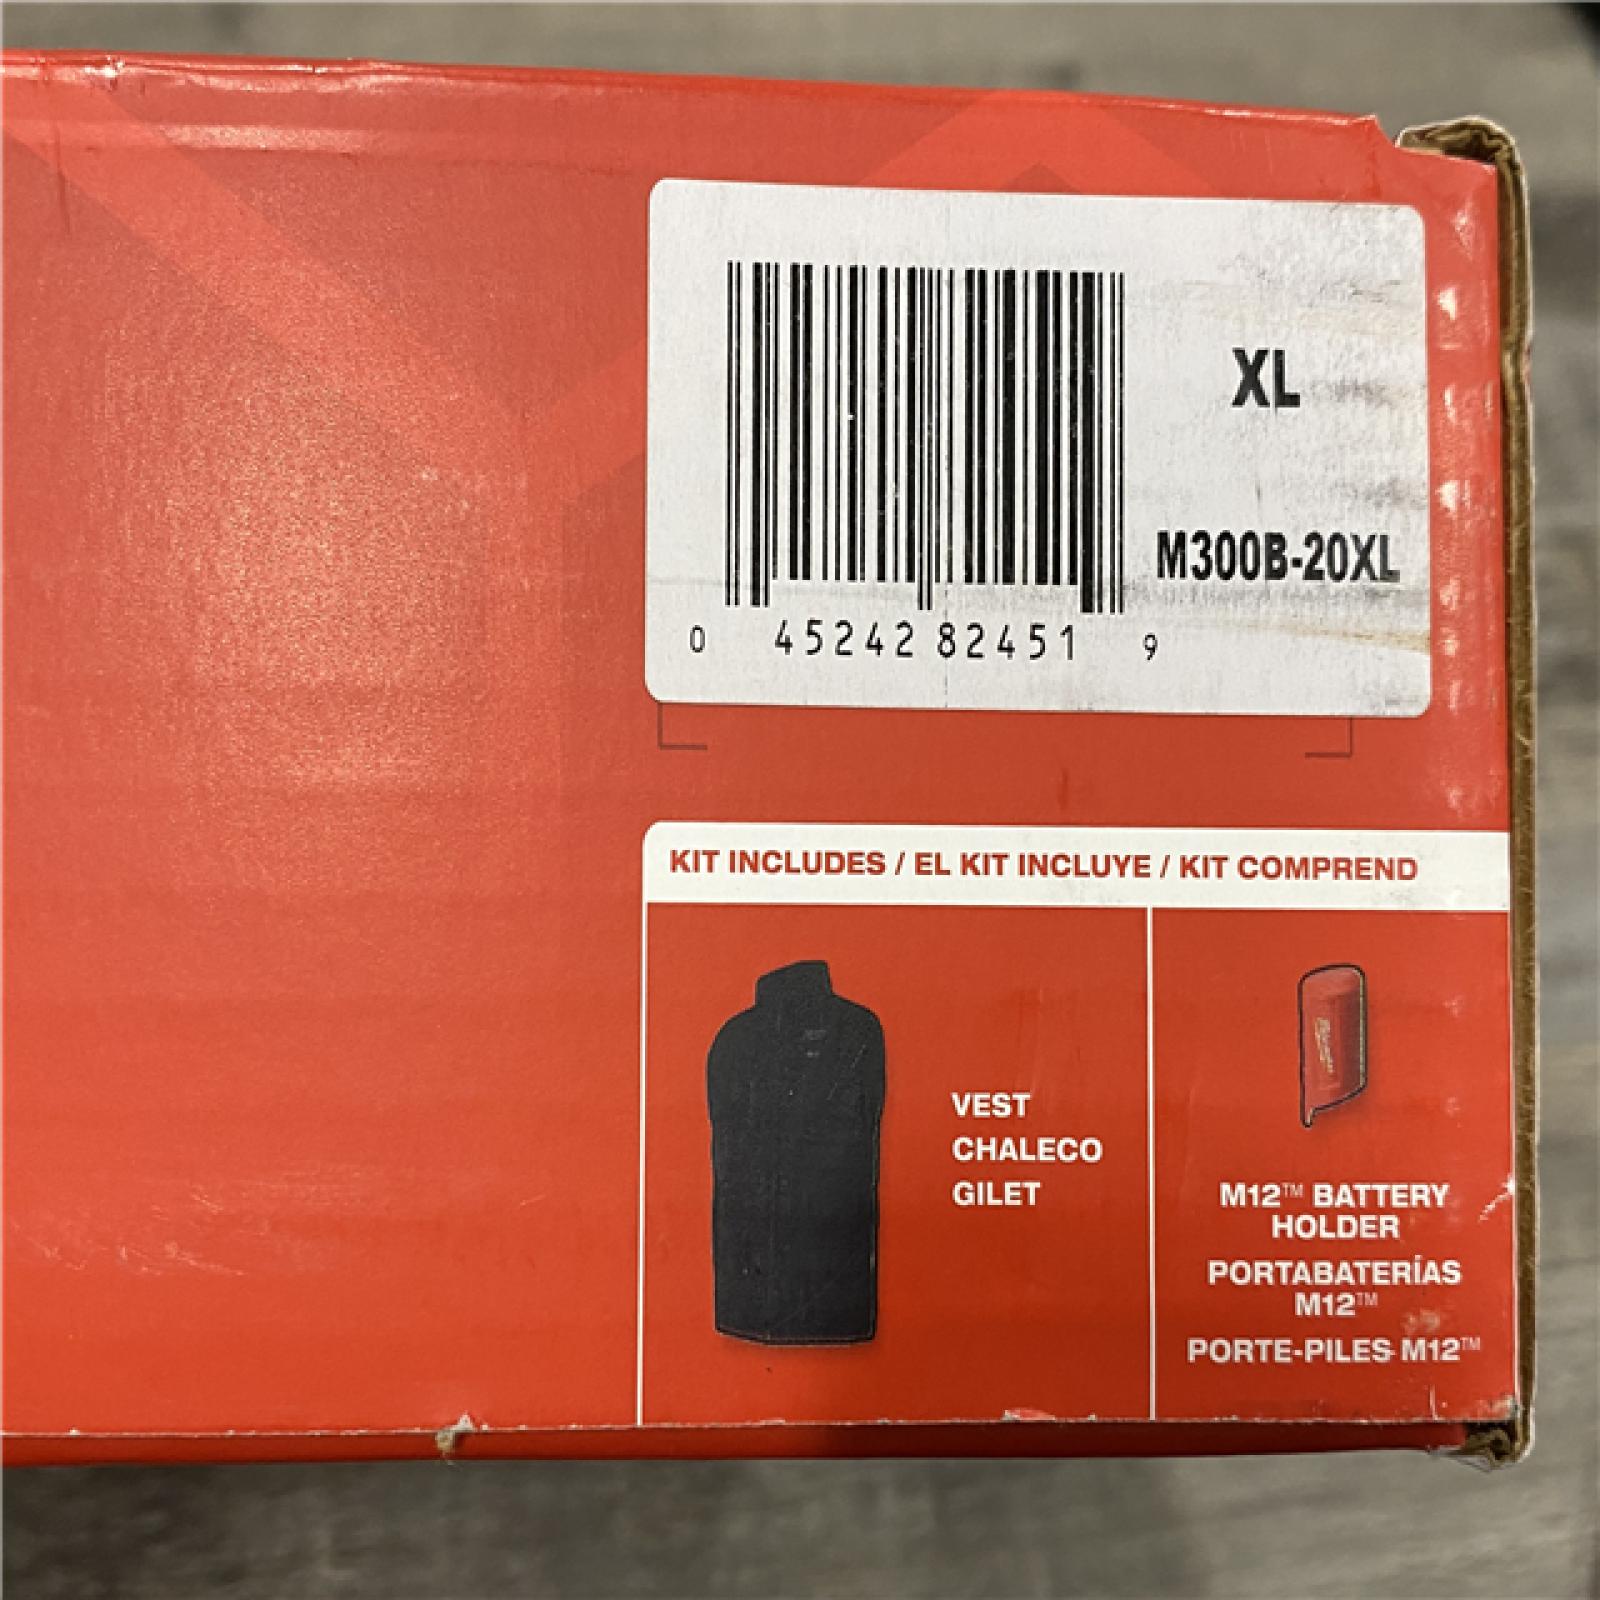 XL
M300B-20XL
0 45242 82451 9
KIT INCLUDES / EL KIT INCLUYE / KIT COMPREND
VEST
CHALECO
GILET
Milwaukee
M12™ BATTERY
HOLDER
PORTABATERÍAS
M12™
PORTE-PILES M12™